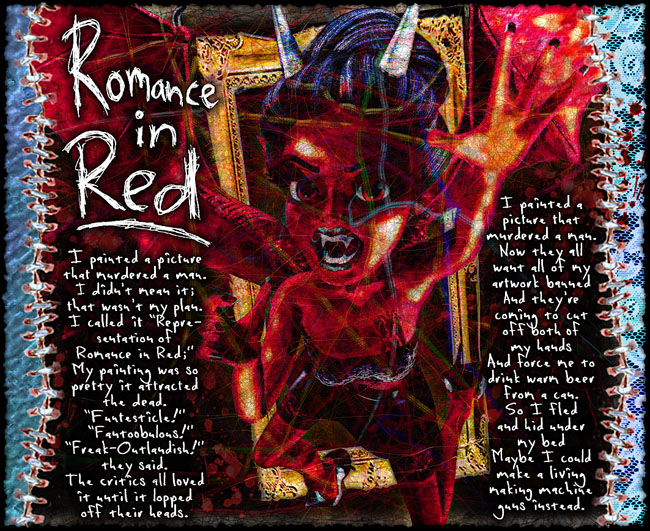 Romance
in
Red
I painted a picture
that murdered a man.
I didn't mean it;
that wasn't my plan.
I called it "Repre-
sentation of
Romance in Red;"
My painting was so
pretty it attracted
the dead.
"Funtesticle!"
"Fantoobulous!"
"Freak-Outlandish!"
they said.
The critics all loved
it until it lopped
off their heads.
I painted a
picture that
murdered a man.
Now they all
want all of my
artwork banned
And they're
coming to cut
off both of
my hands
And force me to
drink warm beer
from a can.
So I fled
and hid under
my bed
Maybe I could
make a living
making machine
guns instead.